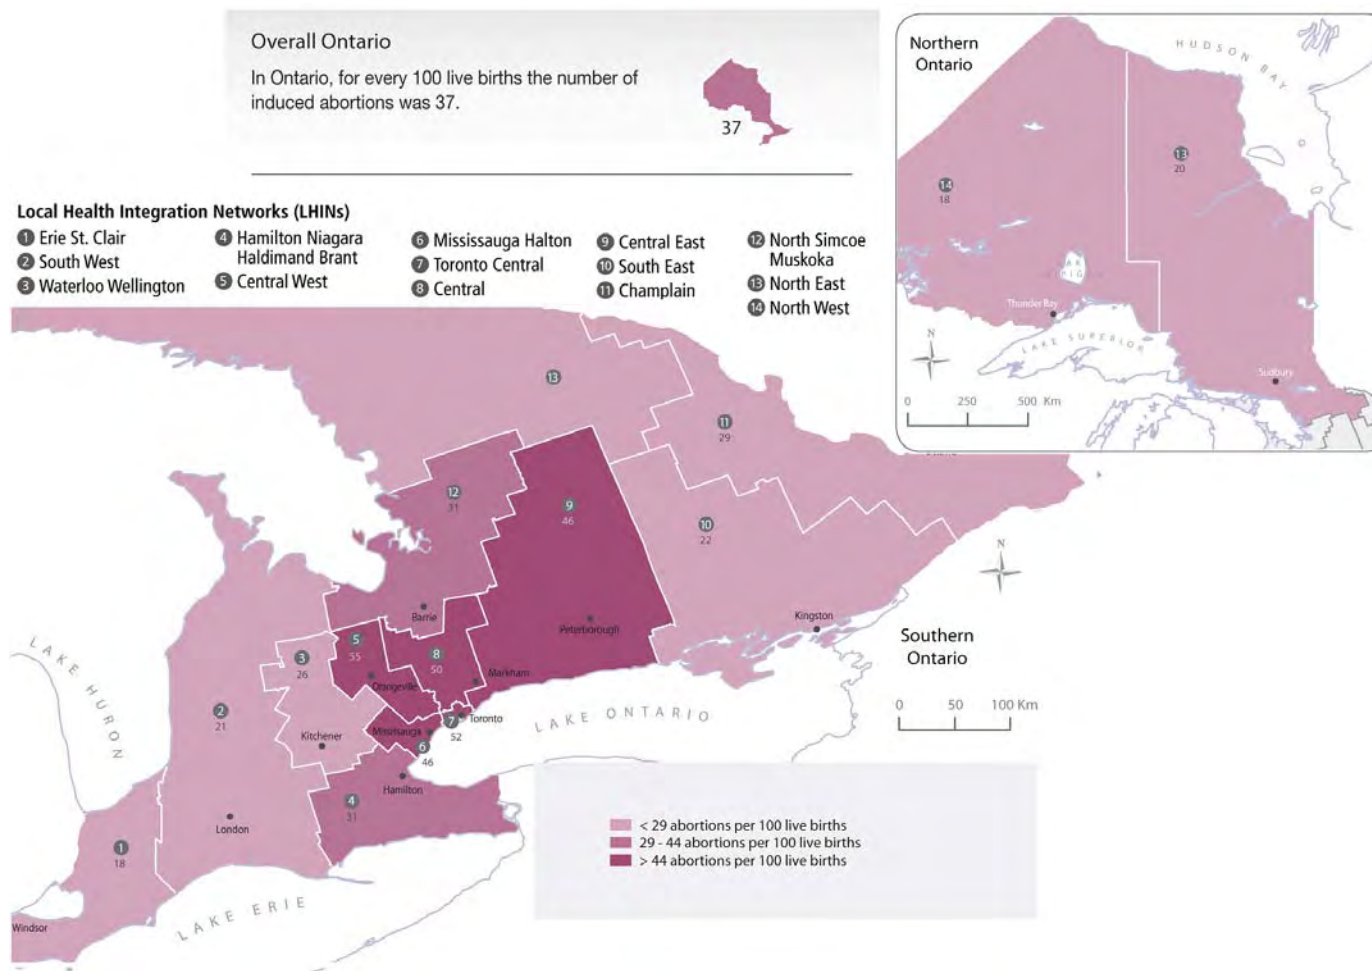 Overall Ontario
In Ontario, for every 100 live births the number of
induced abortions was 37.
37
Local Health Integration Networks (LHINs)
1 Erie St. Clair
2 South West
3 Waterloo Wellington
4 Hamilton Niagara
Haldimand Brant
5 Central West
6 Mississauga Halton
7 Toronto Central
8 Central
9 Central East
10 South East
11 Champlain
12 North Simcoe
Muskoka
13 North East
14 North West
Northern
Ontario
HUDSON BAY
13
20
14
18
Thunder Bay
LAKE SUPERIOR
Sudbury
N
0 250 500 Km
13
11
29
12
31
9
46
10
22
N
Barrie
Peterborough
Kingston
5
55
8
50
3
26
Orangeville
Markham
Southern
Ontario
LAKE HURON
2
21
7
52
Toronto
LAKE ONTARIO
0 50 100 Km
Mississauga
6
46
Kitchener
Hamilton
4
31
London
1
18
Windsor
LAKE ERIE
< 29 abortions per 100 live births
29 - 44 abortions per 100 live births
> 44 abortions per 100 live births